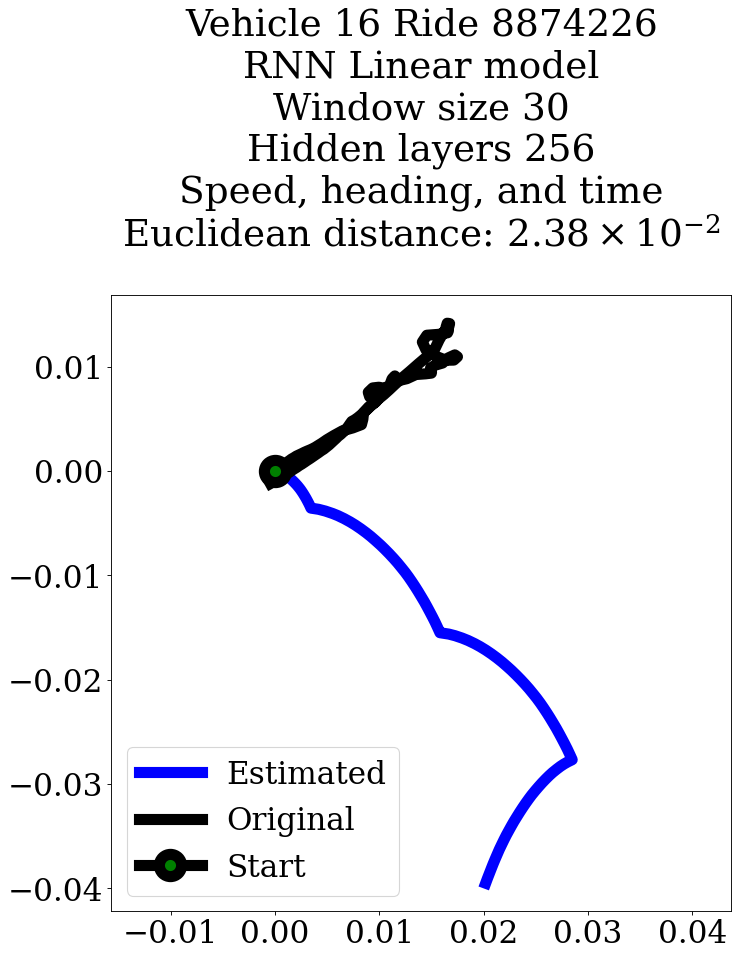 Vehicle 16 Ride 8874226
RNN Linear model
Window size 30
Hidden layers 256
Speed, heading, and time
Euclidean distance: 2.38 × 10⁻²
0.01
0.00
−0.01
−0.02
−0.03
−0.04
Estimated
Original
Start
−0.01 0.00 0.01 0.02 0.03 0.04